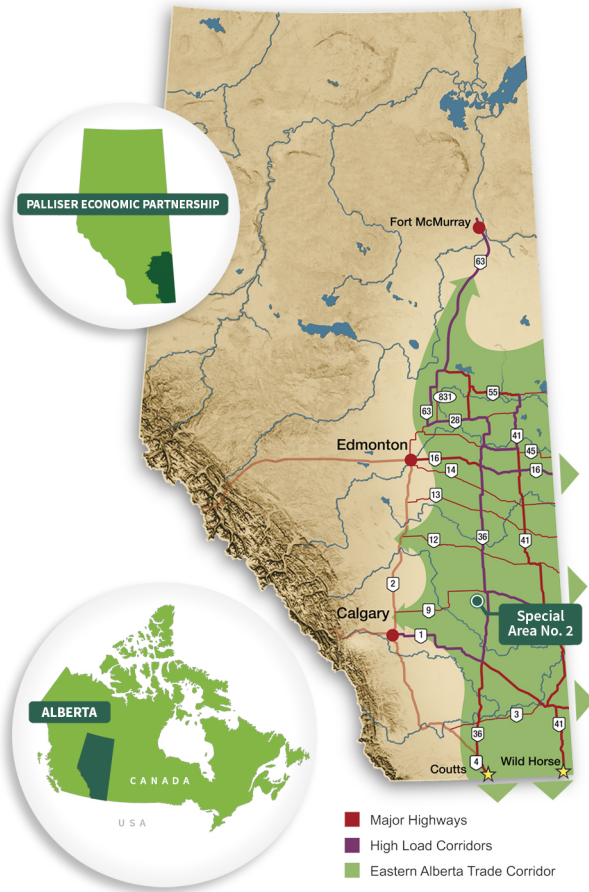 PALLISER ECONOMIC PARTNERSHIP
Fort McMurray
63
831
55
63
28
41
Edmonton
45
16
16
14
13
36
12
41
2
Calgary
9
Special
Area No. 2
1
3
36
41
4
Coutts
Wild Horse
ALBERTA
CANADA
USA
Major Highways
High Load Corridors
Eastern Alberta Trade Corridor